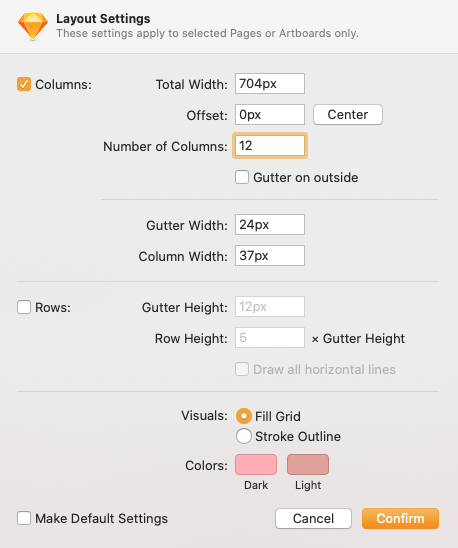 Layout Settings
These settings apply to selected Pages or Artboards only.
Columns: Total Width: 704px
Offset: 0px Center
Number of Columns: 12
Gutter on outside
Gutter Width: 24px
Column Width: 37px
Rows: Gutter Height: 12px
Row Height: 5 × Gutter Height
Draw all horizontal lines
Visuals: Fill Grid
Stroke Outline
Colors:
Dark Light
Make Default Settings Cancel Confirm